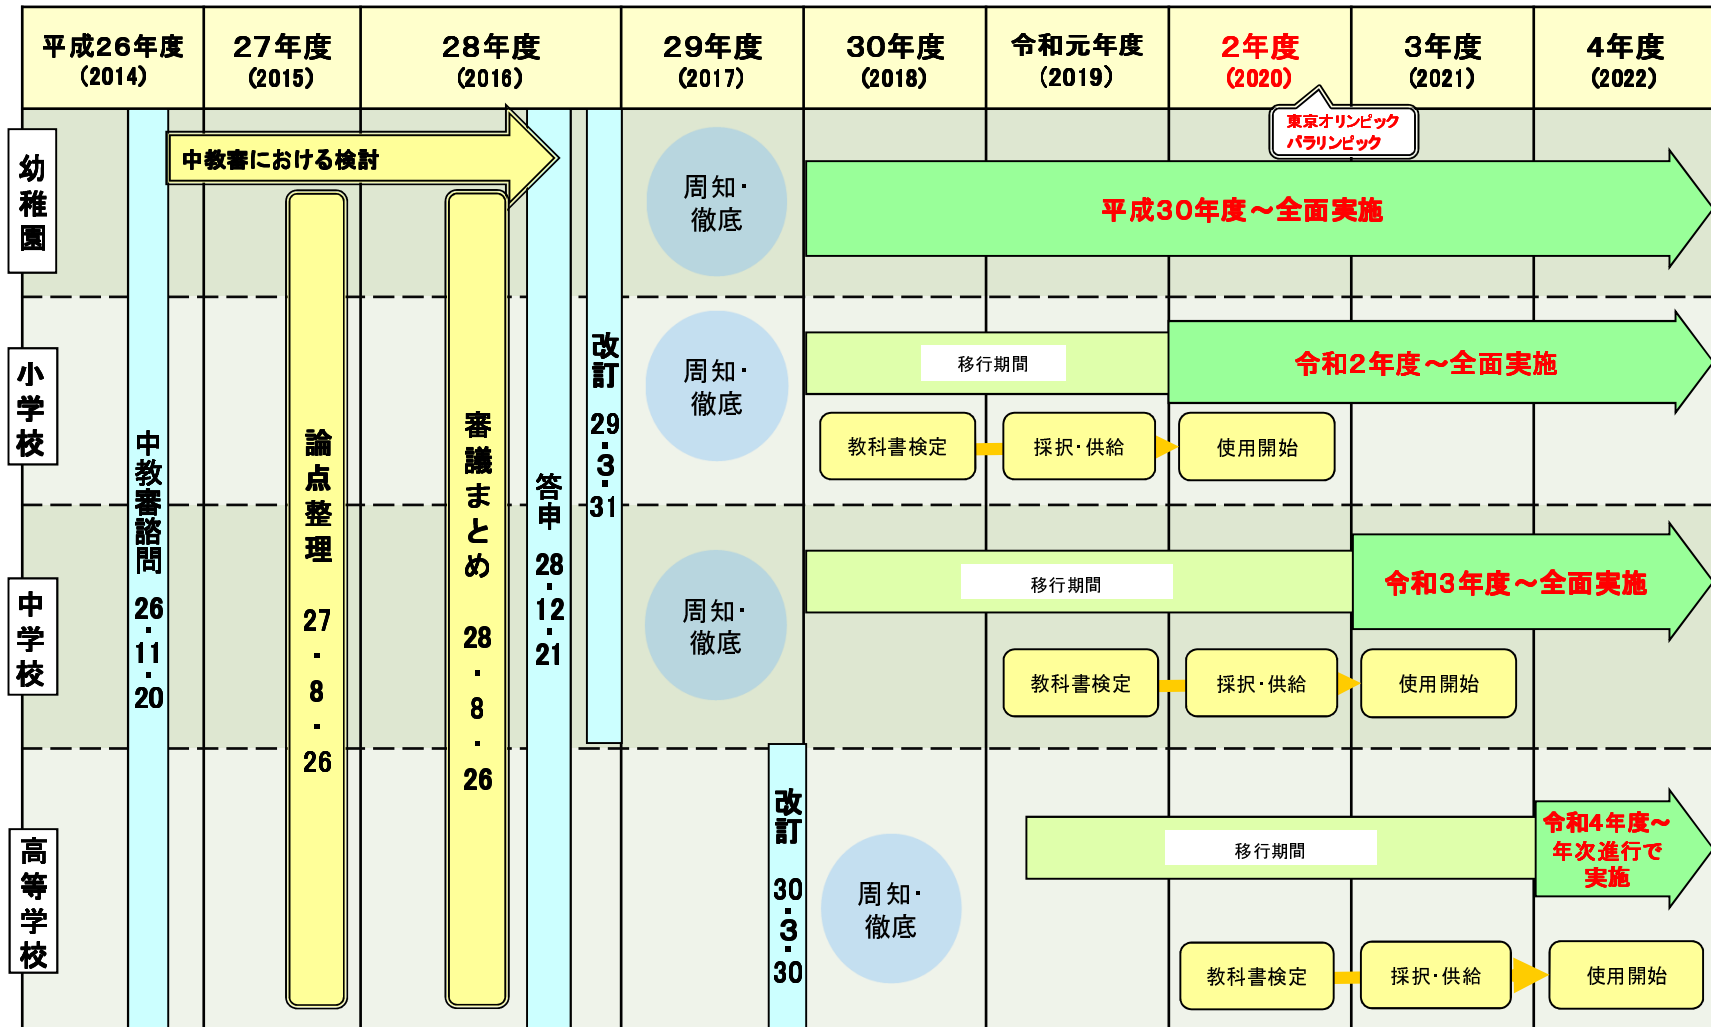 平成26年度
(2014)
27年度
(2015)
28年度
(2016)
29年度
(2017)
30年度
(2018)
令和元年度
(2019)
2年度
(2020)
3年度
(2021)
4年度
(2022)
東京オリンピック
パラリンピック
幼稚園
中教審における検討
周知・
徹底
平成30年度～全面実施
小学校
周知・
徹底
移行期間
令和2年度～全面実施
教科書検定
採択・供給
使用開始
中教審諮問 26・11・20
論点整理 27・8・26
審議まとめ 28・8・26
答申 28・12・21
改訂 29・3・31
中学校
周知・
徹底
移行期間
令和3年度～全面実施
教科書検定
採択・供給
使用開始
高等学校
改訂 30・3・30
周知・
徹底
移行期間
令和4年度～
年次進行で
実施
教科書検定
採択・供給
使用開始